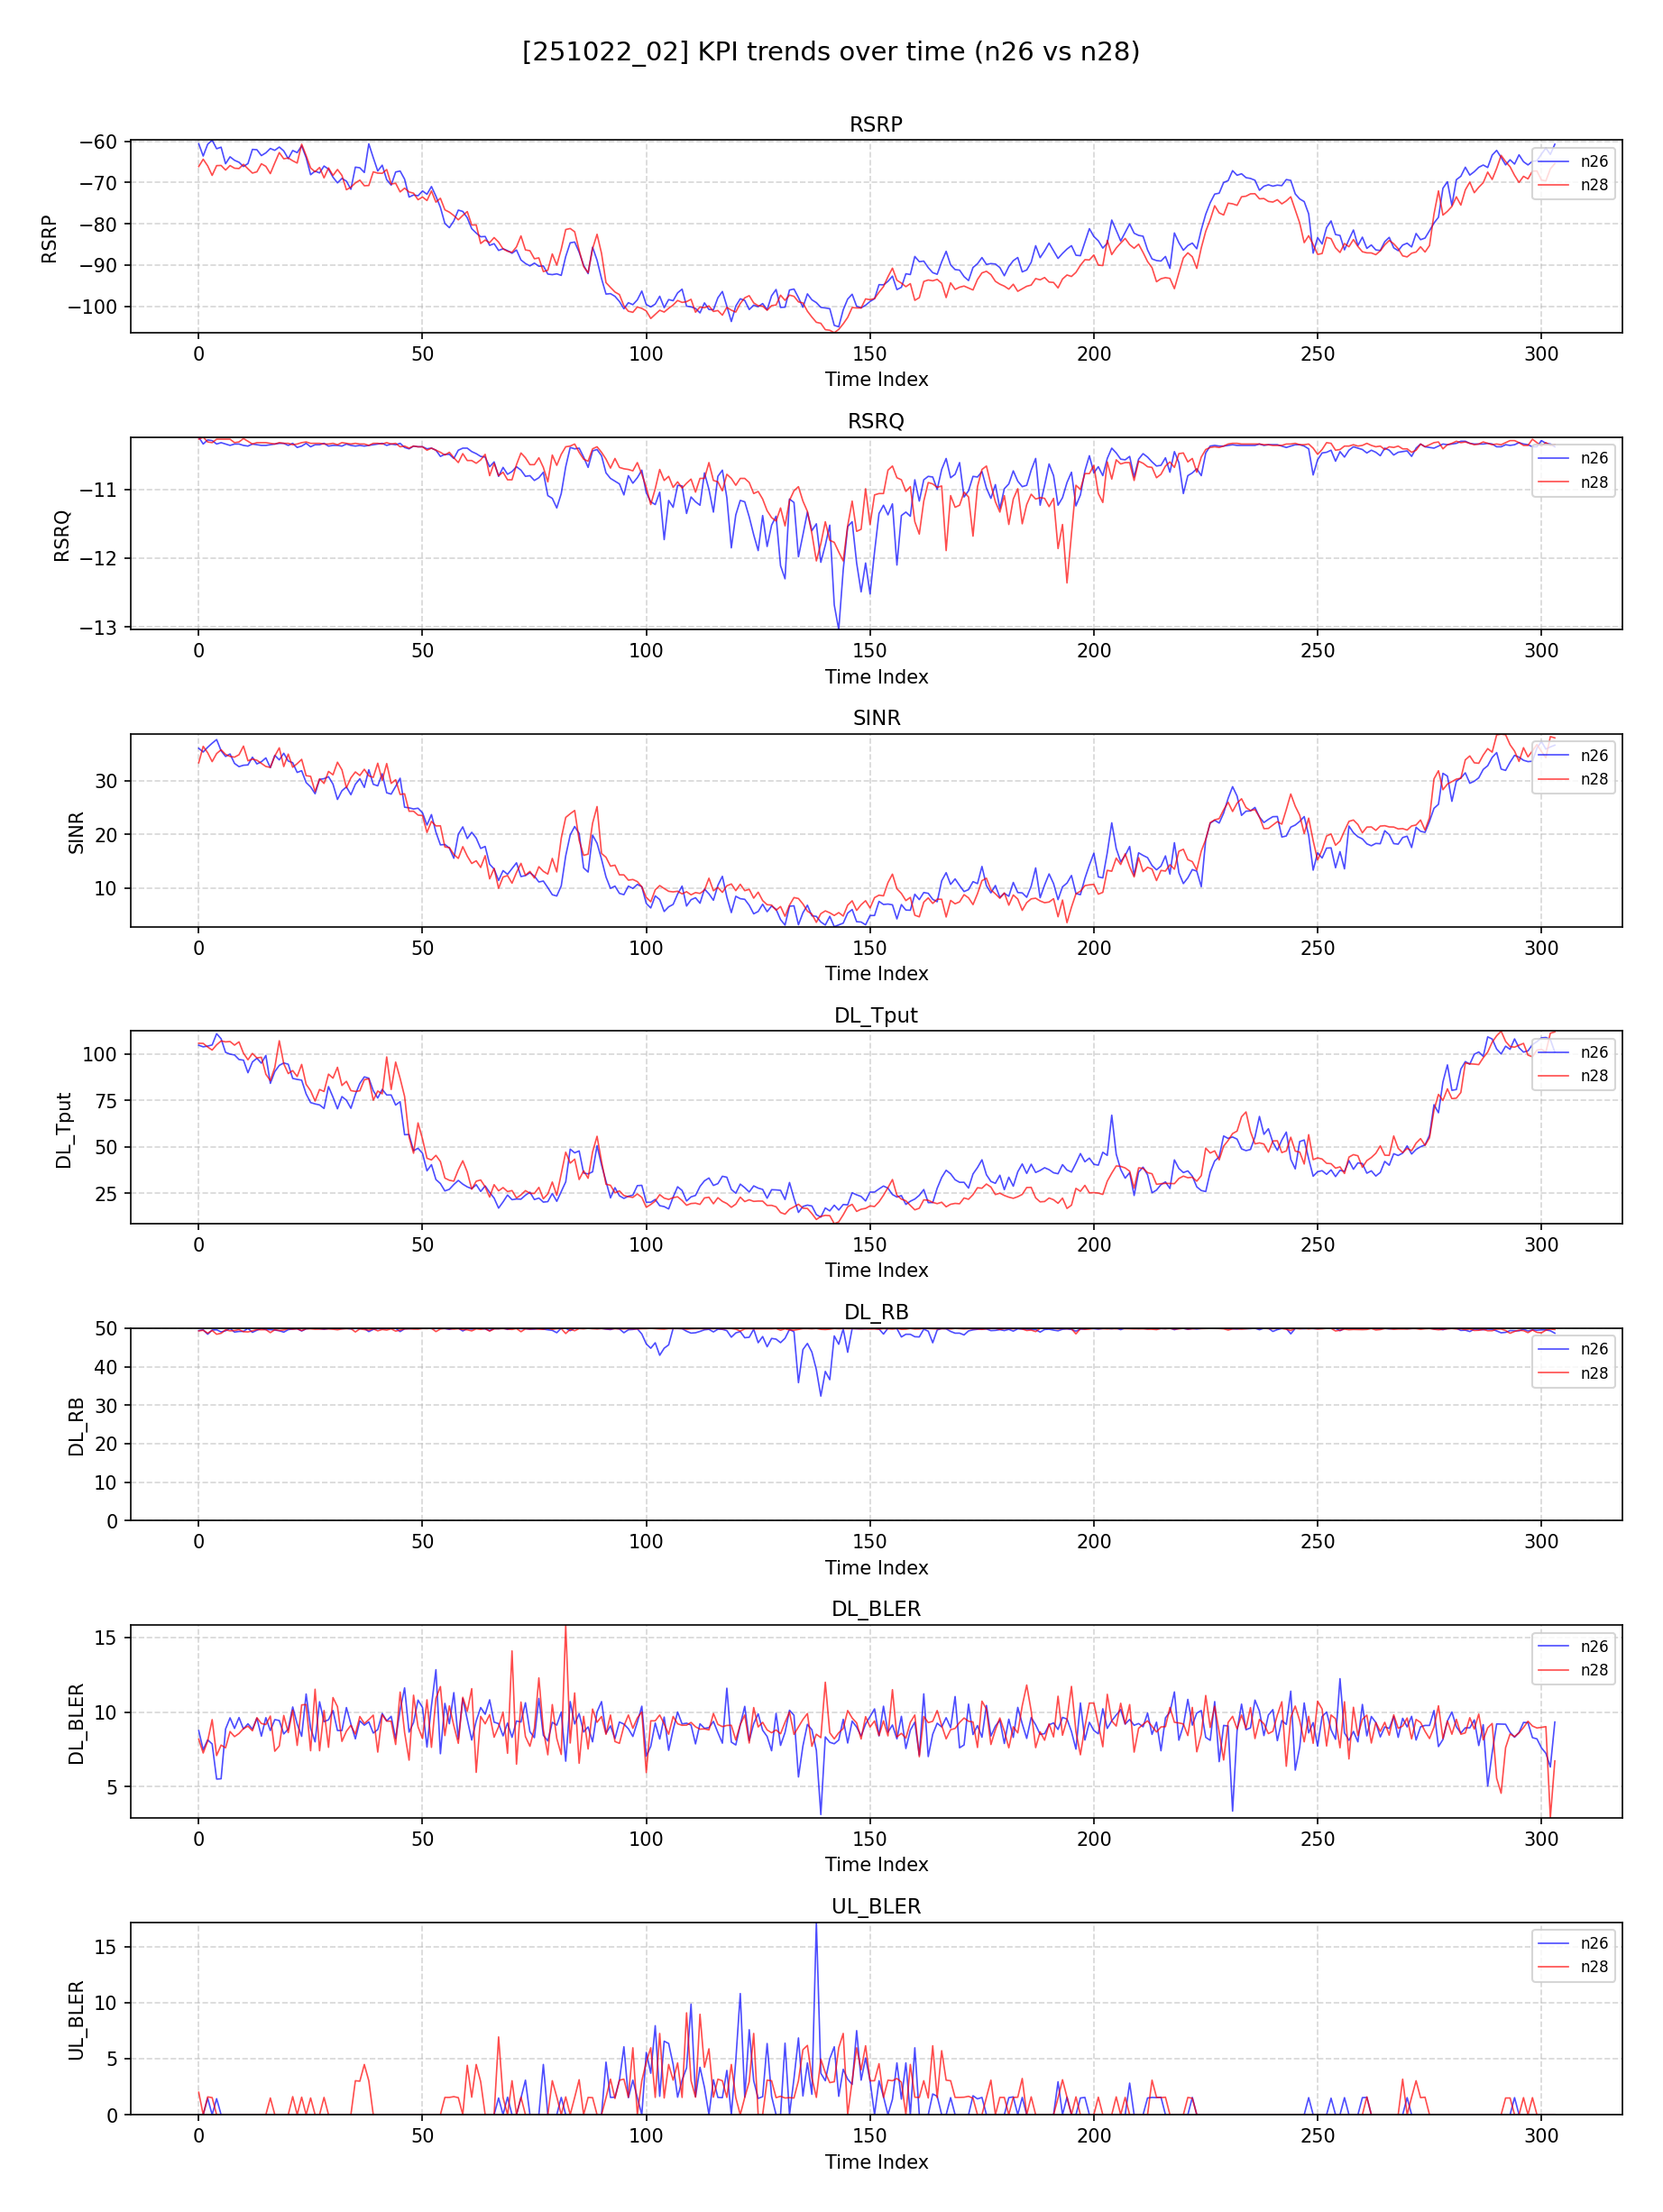 [251022_02] KPI trends over time (n26 vs n28)
RSRP
RSRP
−60
−70
−80
−90
−100
n26
n28
0 50 100 150 200 250 300
Time Index
RSRQ
RSRQ
−11
−12
−13
n26
n28
0 50 100 150 200 250 300
Time Index
SINR
SINR
30
20
10
n26
n28
0 50 100 150 200 250 300
Time Index
DL_Tput
DL_Tput
100
75
50
25
n26
n28
0 50 100 150 200 250 300
Time Index
DL_RB
DL_RB
50
40
30
20
10
0
n26
n28
0 50 100 150 200 250 300
Time Index
DL_BLER
DL_BLER
15
10
5
n26
n28
0 50 100 150 200 250 300
Time Index
UL_BLER
UL_BLER
15
10
5
0
n26
n28
0 50 100 150 200 250 300
Time Index